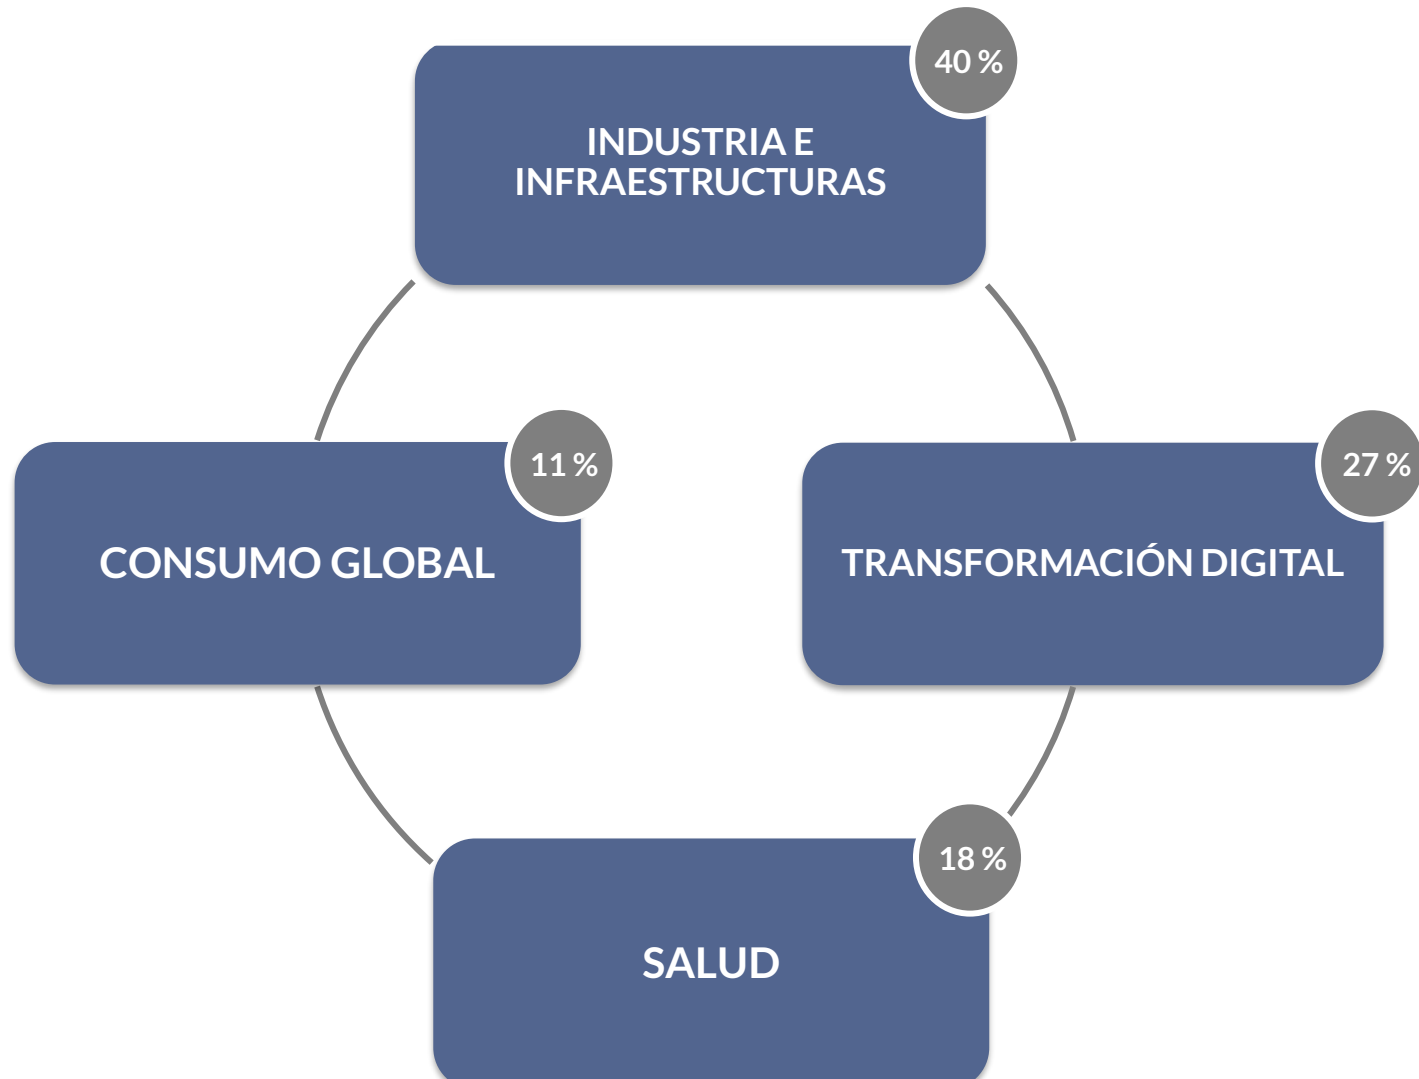 40 %
INDUSTRIA E
INFRAESTRUCTURAS
11 %
CONSUMO GLOBAL
27 %
TRANSFORMACIÓN DIGITAL
18 %
SALUD